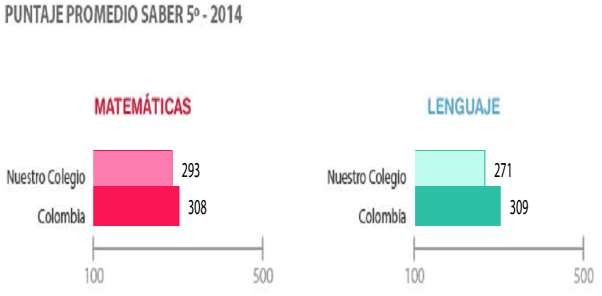 PUNTAJE PROMEDIO SABER 5º - 2014
MATEMÁTICAS
Nuestro Colegio 293
Colombia 308
100 500
LENGUAJE
Nuestro Colegio 271
Colombia 309
100 500